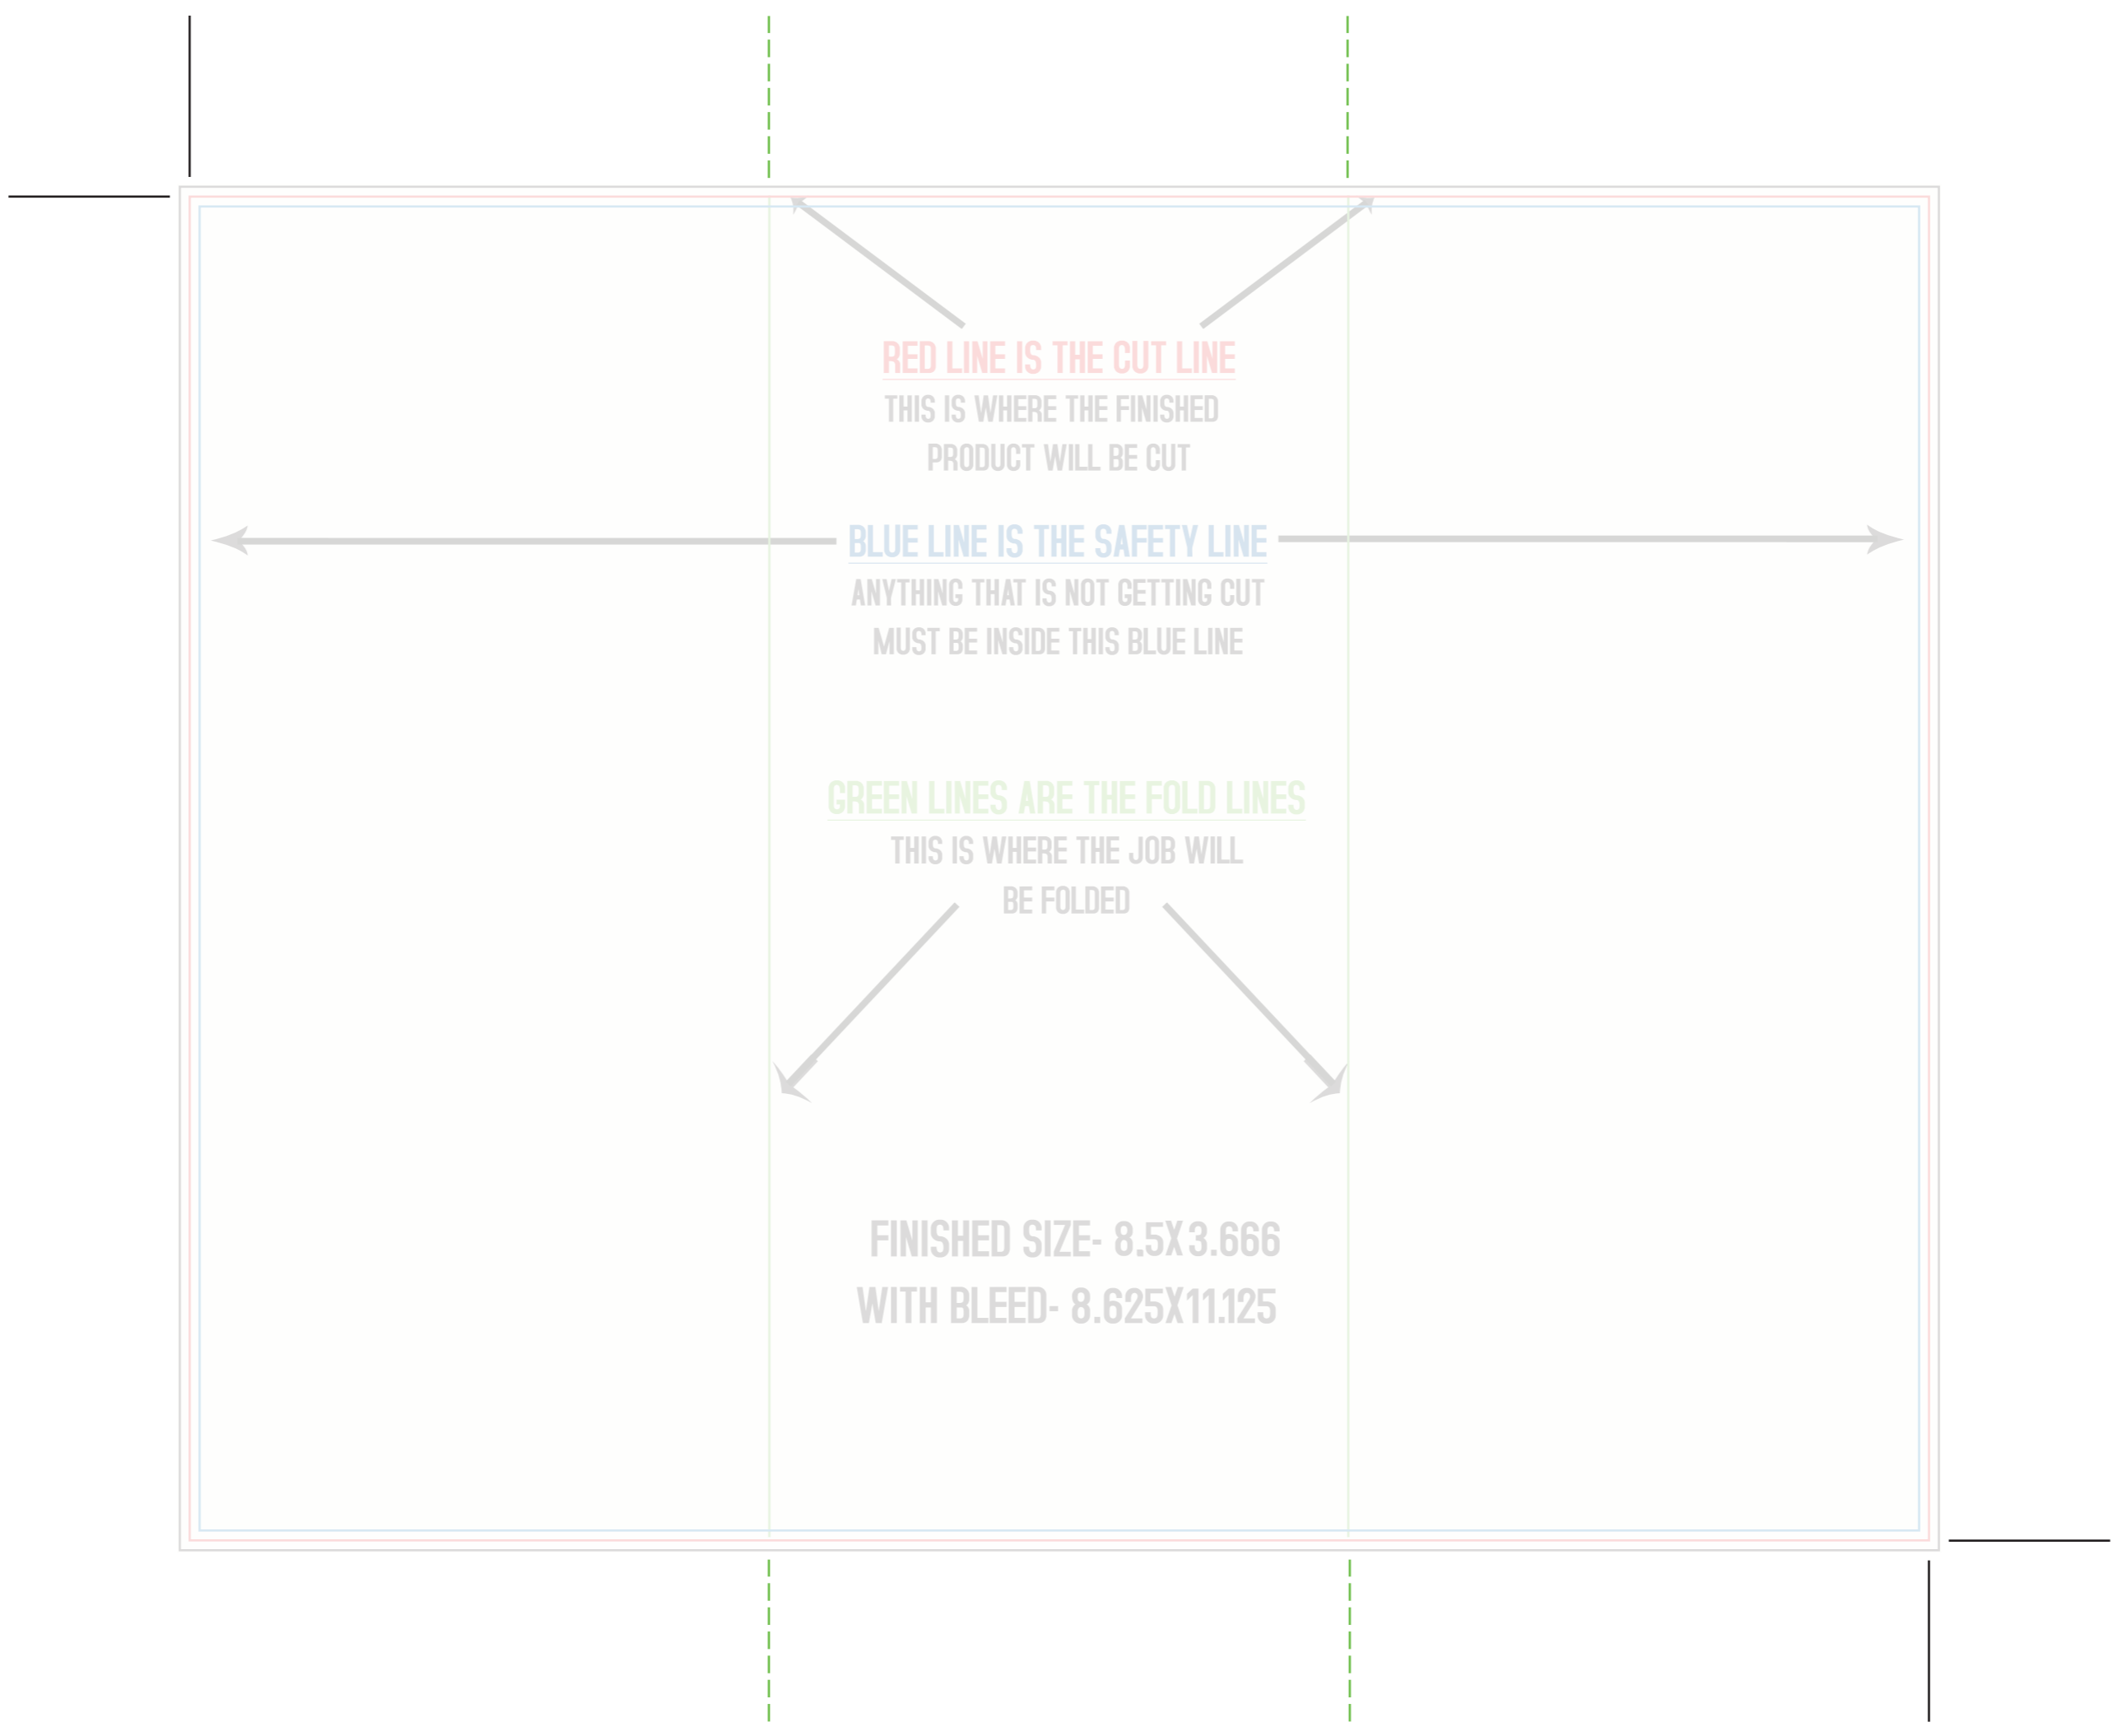 RED LINE IS THE CUT LINE
THIS IS WHERE THE FINISHED
PRODUCT WILL BE CUT
BLUE LINE IS THE SAFETY LINE
ANYTHING THAT IS NOT GETTING CUT
MUST BE INSIDE THIS BLUE LINE
GREEN LINES ARE THE FOLD LINES
THIS IS WHERE THE JOB WILL
BE FOLDED
FINISHED SIZE- 8.5X3.666
WITH BLEED- 8.625X11.125